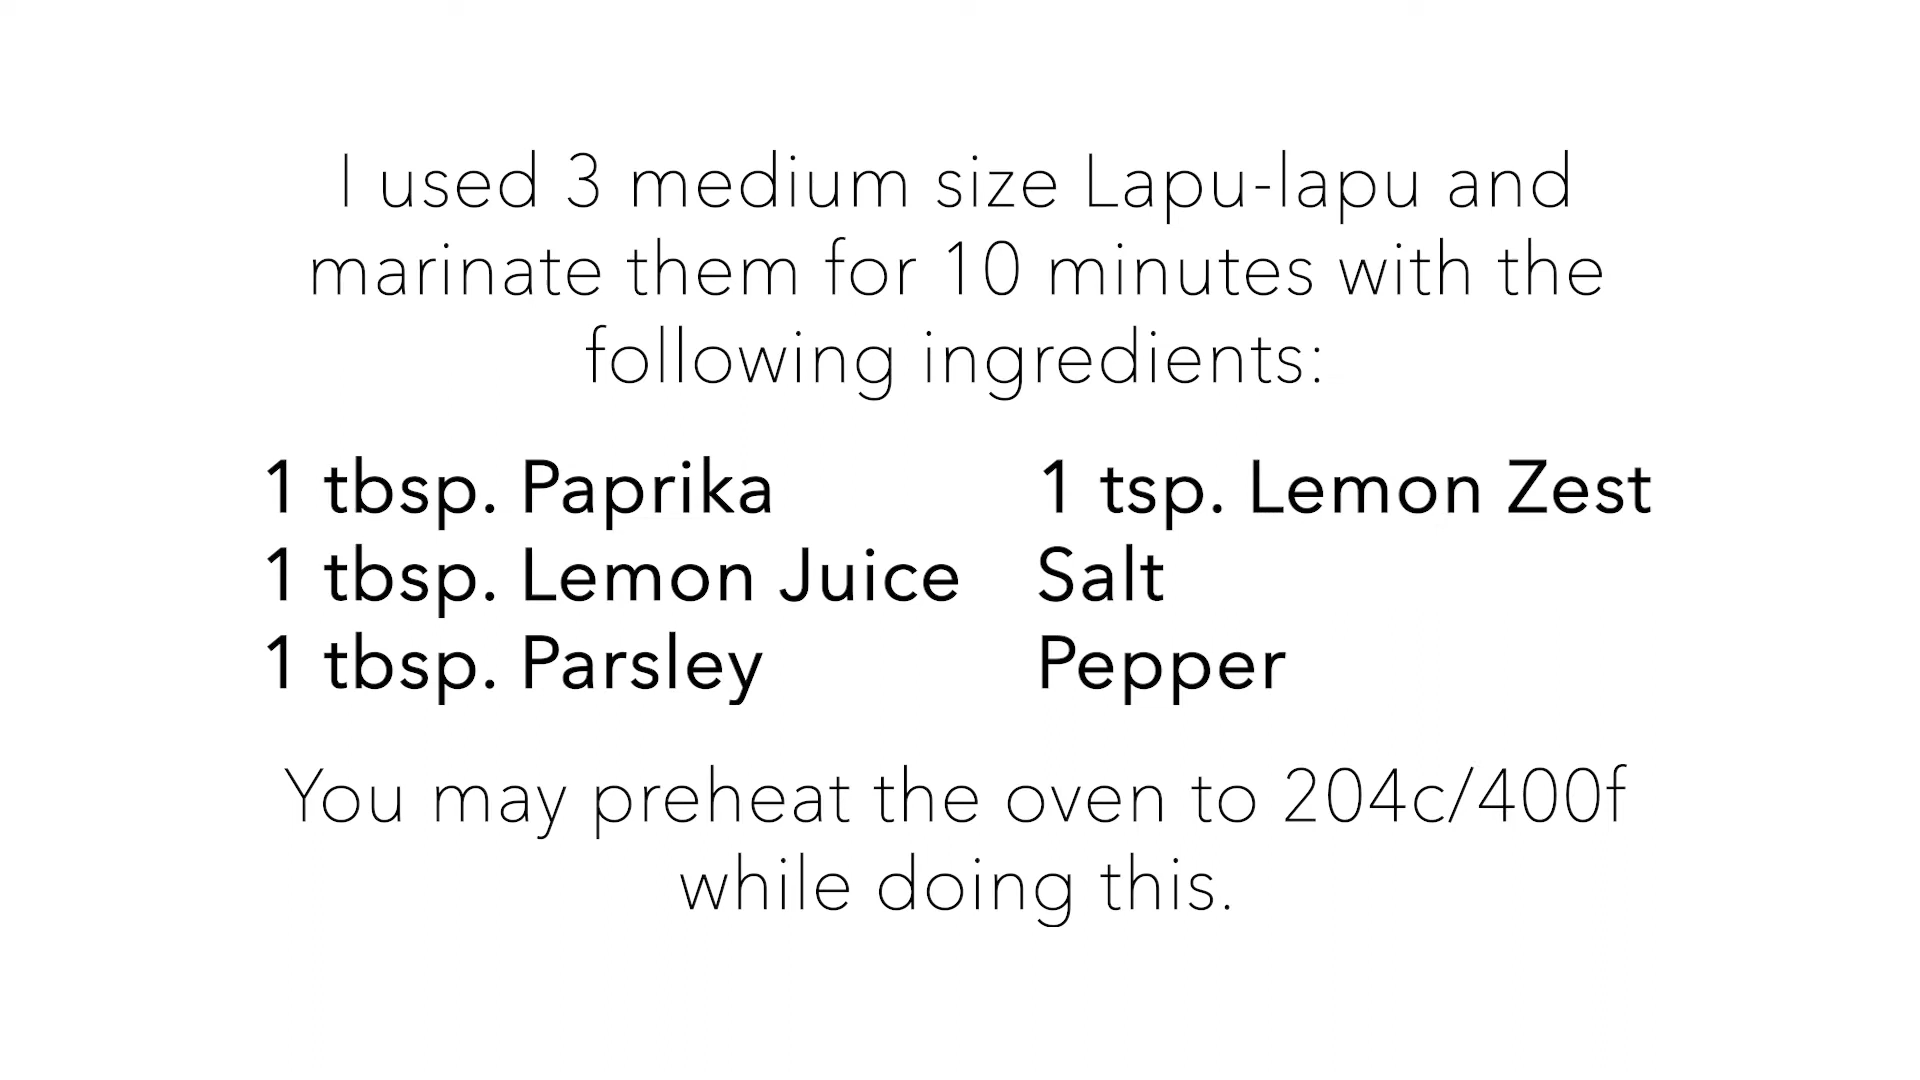 I used 3 medium size Lapu-lapu and
marinate them for 10 minutes with the
following ingredients:
1 tbsp. Paprika
1 tbsp. Lemon Juice
1 tbsp. Parsley
1 tsp. Lemon Zest
Salt
Pepper
You may preheat the oven to 204c/400f
while doing this.